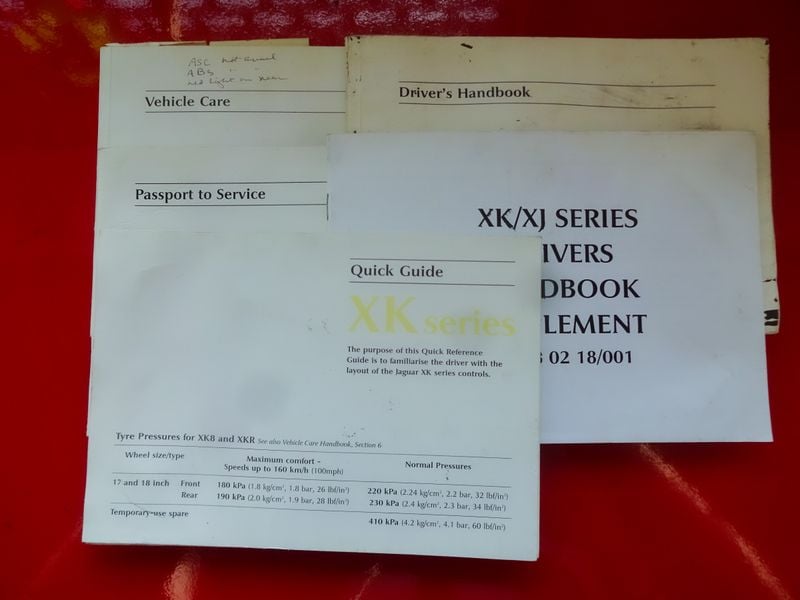 ASC not
ABS " "
red light on
Vehicle Care
Driver's Handbook
Passport to Service
XK/XJ SERIES
IVERS
DBOOK
LEMENT
02 18/001
Quick Guide
XK series
The purpose of this Quick Reference
Guide is to familiarise the driver with the
layout of the Jaguar XK series controls.
Tyre Pressures for XK8 and XKR See also Vehicle Care Handbook, Section 6
Wheel size/type Maximum comfort – Normal Pressures
Speeds up to 160 km/h (100mph)
17 and 18 inch Front 180 kPa (1.8 kg/cm², 1.8 bar, 26 lbf/in²) 220 kPa (2.24 kg/cm², 2.2 bar, 32 lbf/in²)
Rear 190 kPa (2.0 kg/cm², 1.9 bar, 28 lbf/in²) 230 kPa (2.4 kg/cm², 2.3 bar, 34 lbf/in²)
Temporary-use spare 410 kPa (4.2 kg/cm², 4.1 bar, 60 lbf/in²)